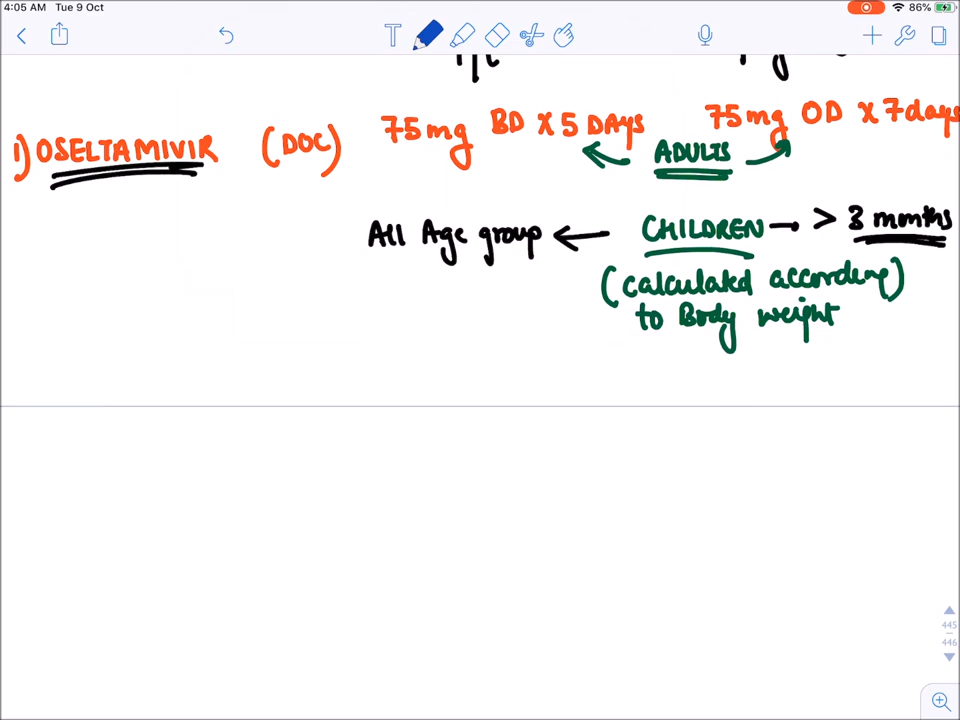 4:05 AM Tue 9 Oct 86%
T
75mg BD x 5 DAYS 75mg OD x 7days
1) OSELTAMIVIR (DOC)
ADULTS
All Age group ← CHILDREN → > 3 months
(calculated according)
to Body weight
445
446